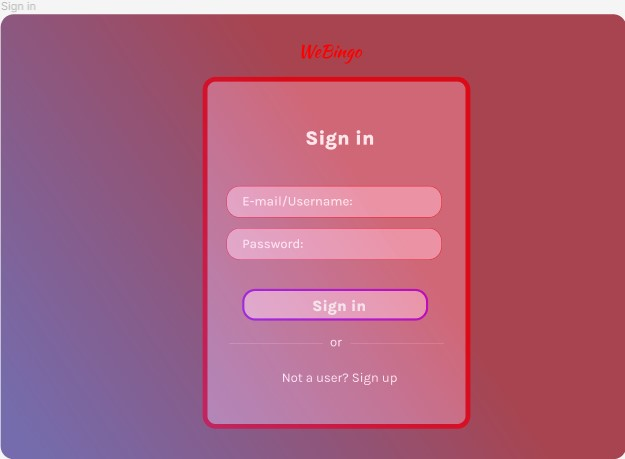 Sign in
WeBingo
Sign in
E-mail/Username:
Password:
Sign in
or
Not a user? Sign up